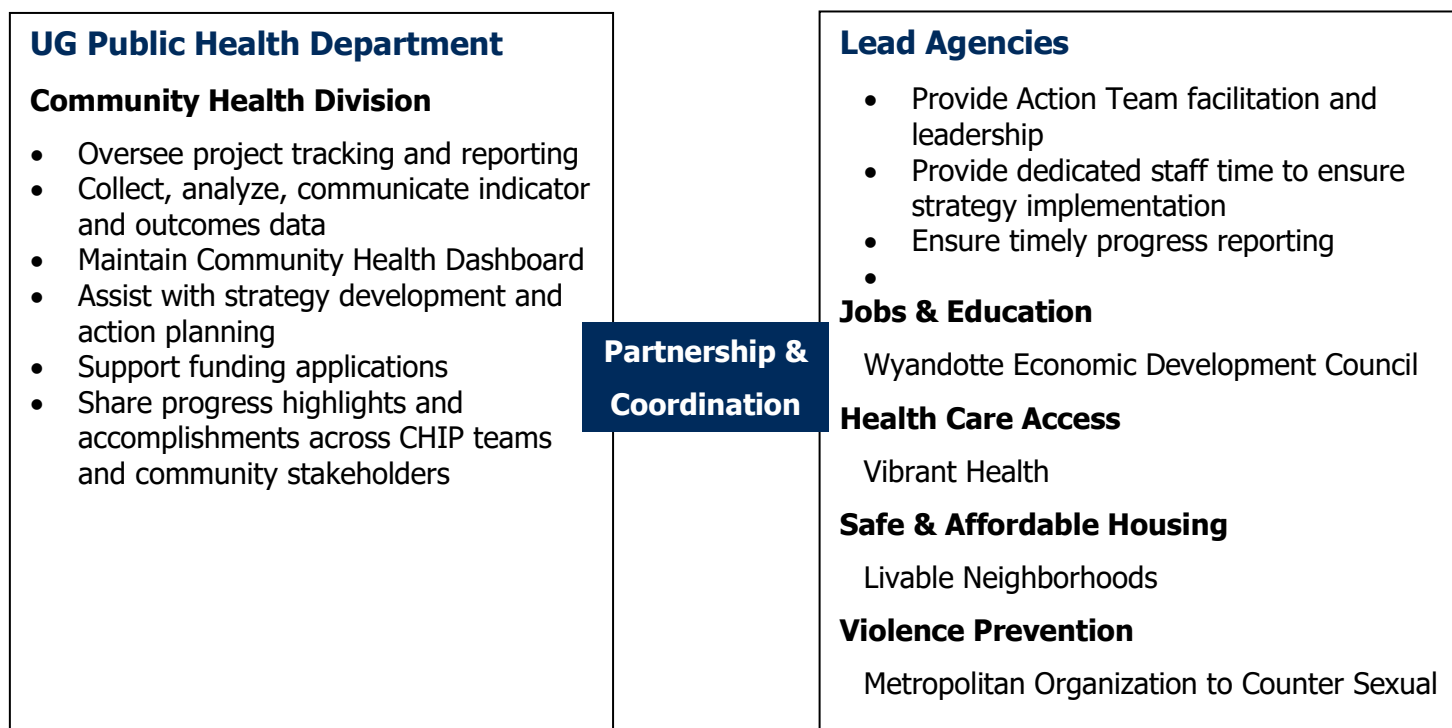 UG Public Health Department
Community Health Division
• Oversee project tracking and reporting
• Collect, analyze, communicate indicator
and outcomes data
• Maintain Community Health Dashboard
• Assist with strategy development and
action planning
• Support funding applications
• Share progress highlights and
accomplishments across CHIP teams
and community stakeholders
Partnership &
Coordination
Lead Agencies
• Provide Action Team facilitation and
leadership
• Provide dedicated staff time to ensure
strategy implementation
• Ensure timely progress reporting
•
Jobs & Education
Wyandotte Economic Development Council
Health Care Access
Vibrant Health
Safe & Affordable Housing
Livable Neighborhoods
Violence Prevention
Metropolitan Organization to Counter Sexual